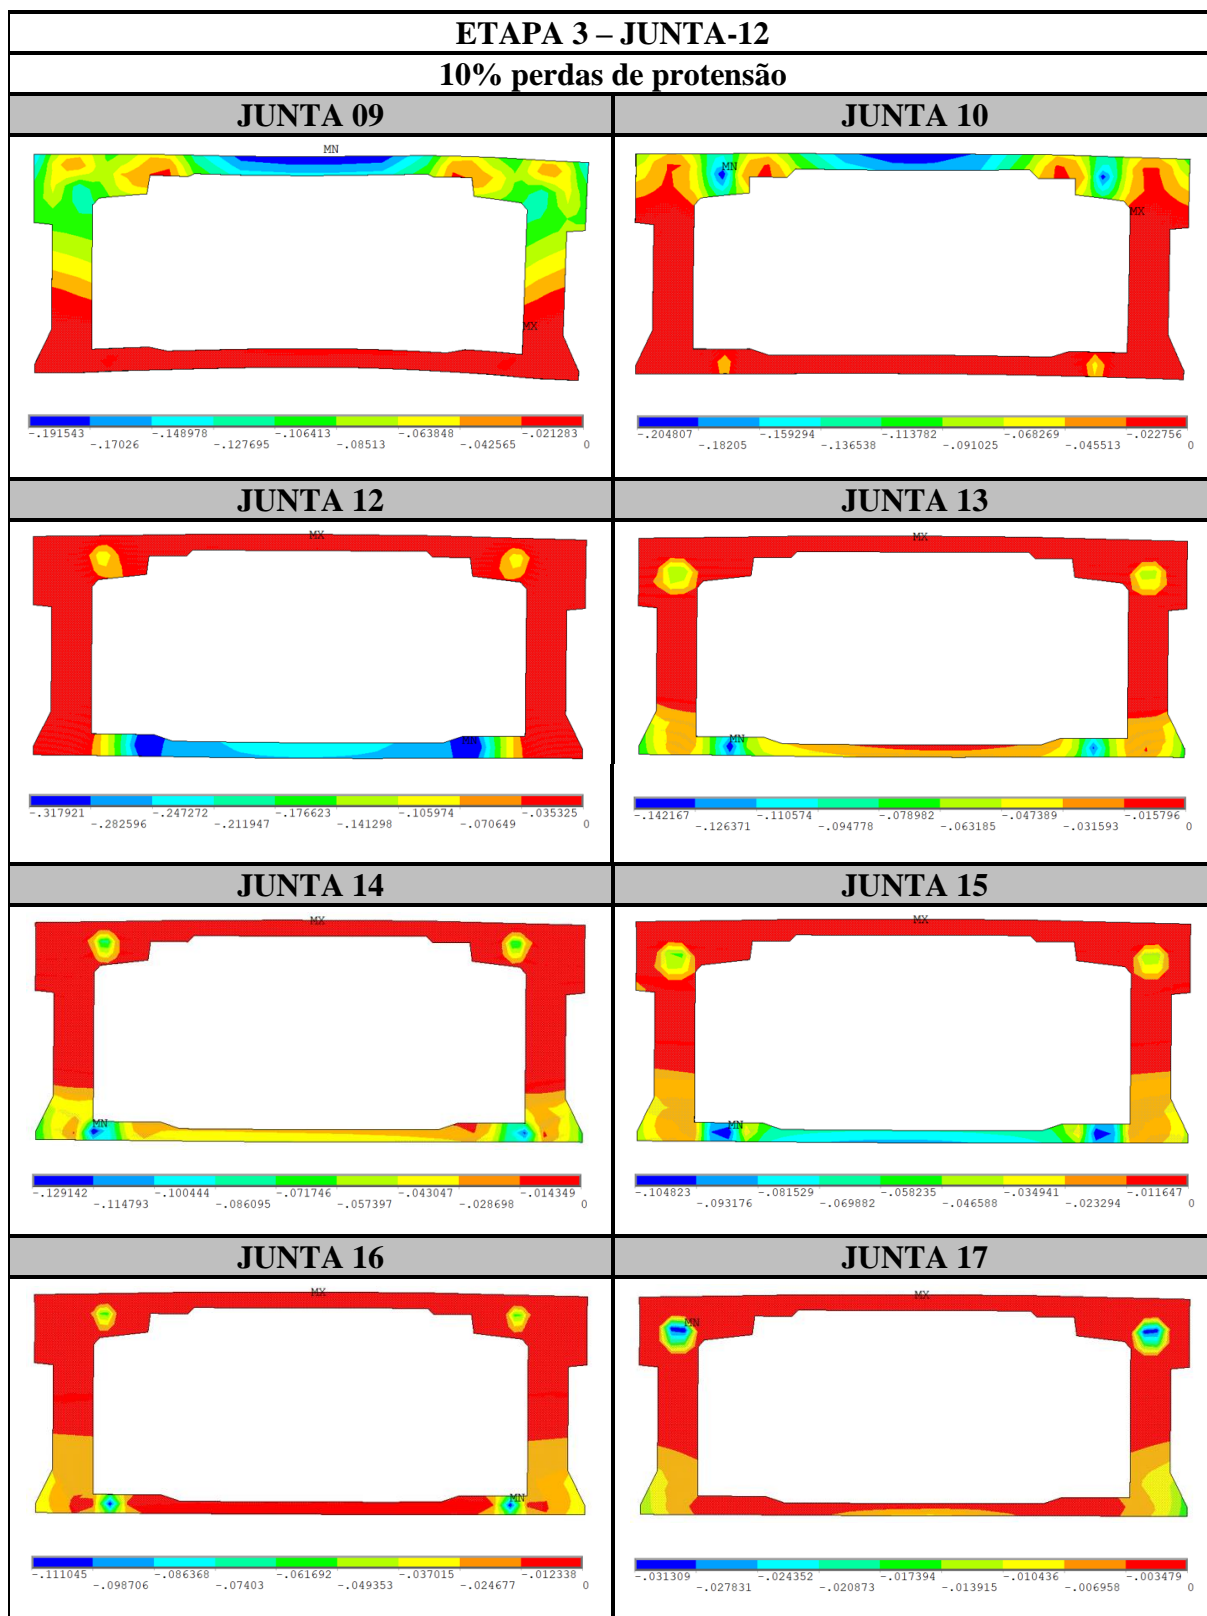 ETAPA 3 – JUNTA-12
10% perdas de protensão
JUNTA 09
JUNTA 10
MN
MX
-.191543 -.148978 -.106413 -.063848 -.021283
-.17026 -.127695 -.08513 -.042565 0
MN
MX
-.204807 -.159294 -.113782 -.068269 -.022756
-.18205 -.136538 -.091025 -.045513 0
JUNTA 12
JUNTA 13
MX
MN
-.317921 -.247272 -.176623 -.105974 -.035325
-.282596 -.211947 -.141298 -.070649 0
MX
MN
-.142167 -.110574 -.078982 -.047389 -.015796
-.126371 -.094778 -.063185 -.031593 0
JUNTA 14
JUNTA 15
MX
MN
-.129142 -.100444 -.071746 -.043047 -.014349
-.114793 -.086095 -.057397 -.028698 0
MX
MN
-.104823 -.081529 -.058235 -.034941 -.011647
-.093176 -.069882 -.046588 -.023294 0
JUNTA 16
JUNTA 17
MX
MN
-.111045 -.086368 -.061692 -.037015 -.012338
-.098706 -.07403 -.049353 -.024677 0
MX
MN
-.031309 -.024352 -.017394 -.010436 -.003479
-.027831 -.020873 -.013915 -.006958 0